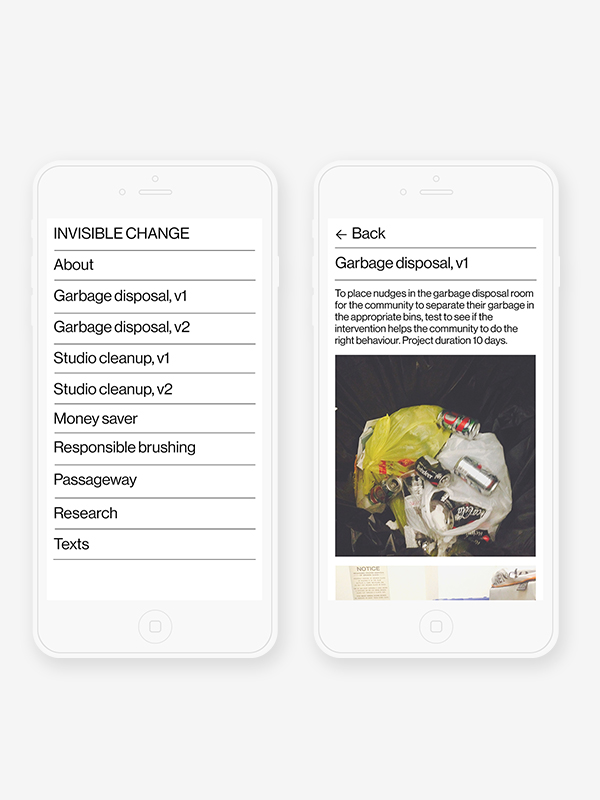 INVISIBLE CHANGE
About
Garbage disposal, v1
Garbage disposal, v2
Studio cleanup, v1
Studio cleanup, v2
Money saver
Responsible brushing
Passageway
Research
Texts
← Back
Garbage disposal, v1
To place nudges in the garbage disposal room
for the community to separate their garbage in
the appropriate bins, test to see if the
intervention helps the community to do the
right behaviour. Project duration 10 days.
Coca-Cola
NOTICE